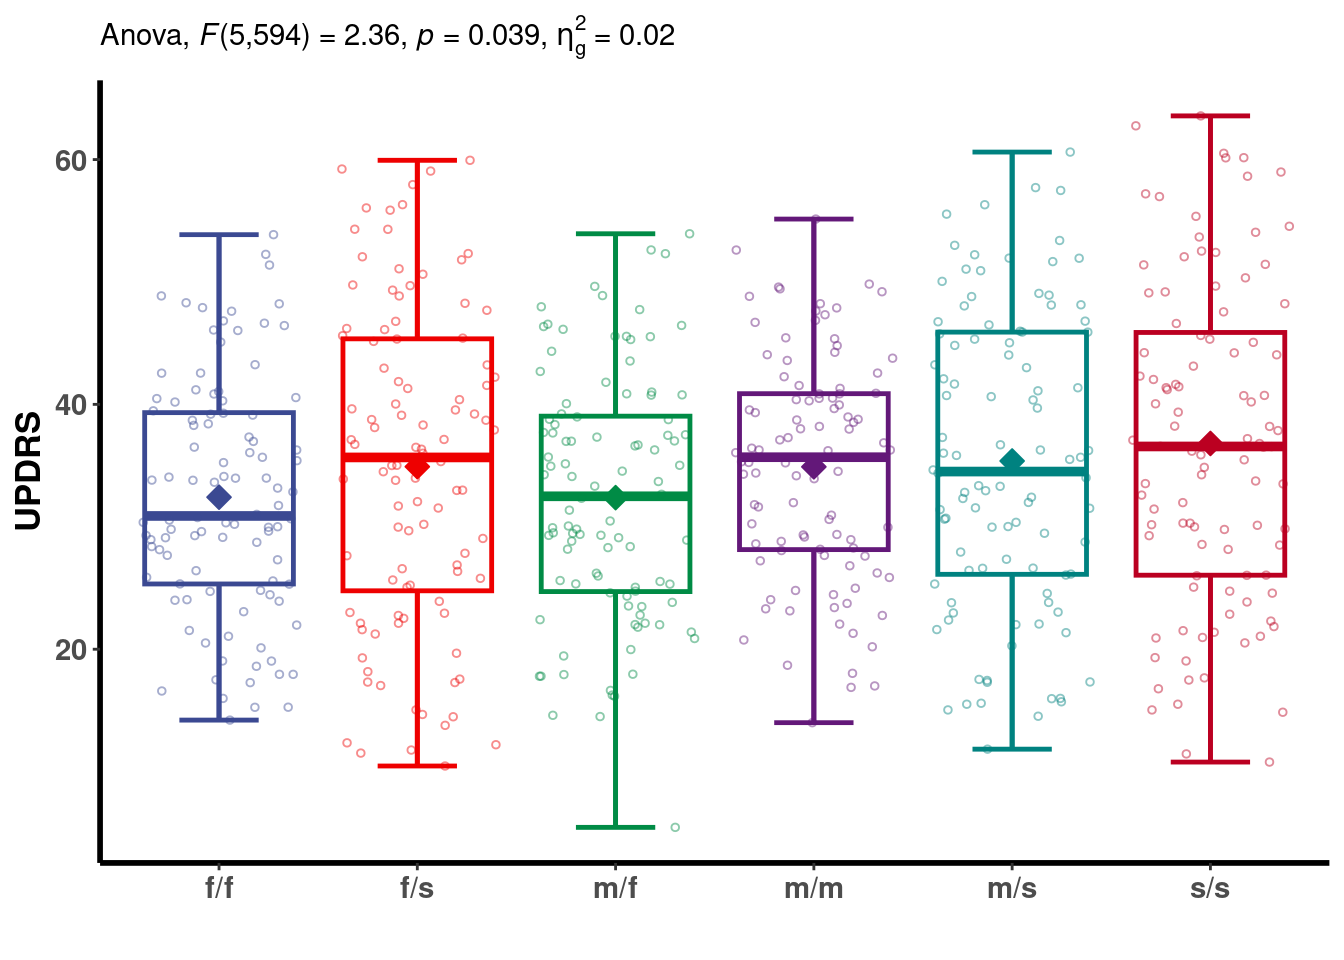 Anova, F(5,594) = 2.36, p = 0.039, η²g = 0.02
60
40
20
UPDRS
f/f f/s m/f m/m m/s s/s